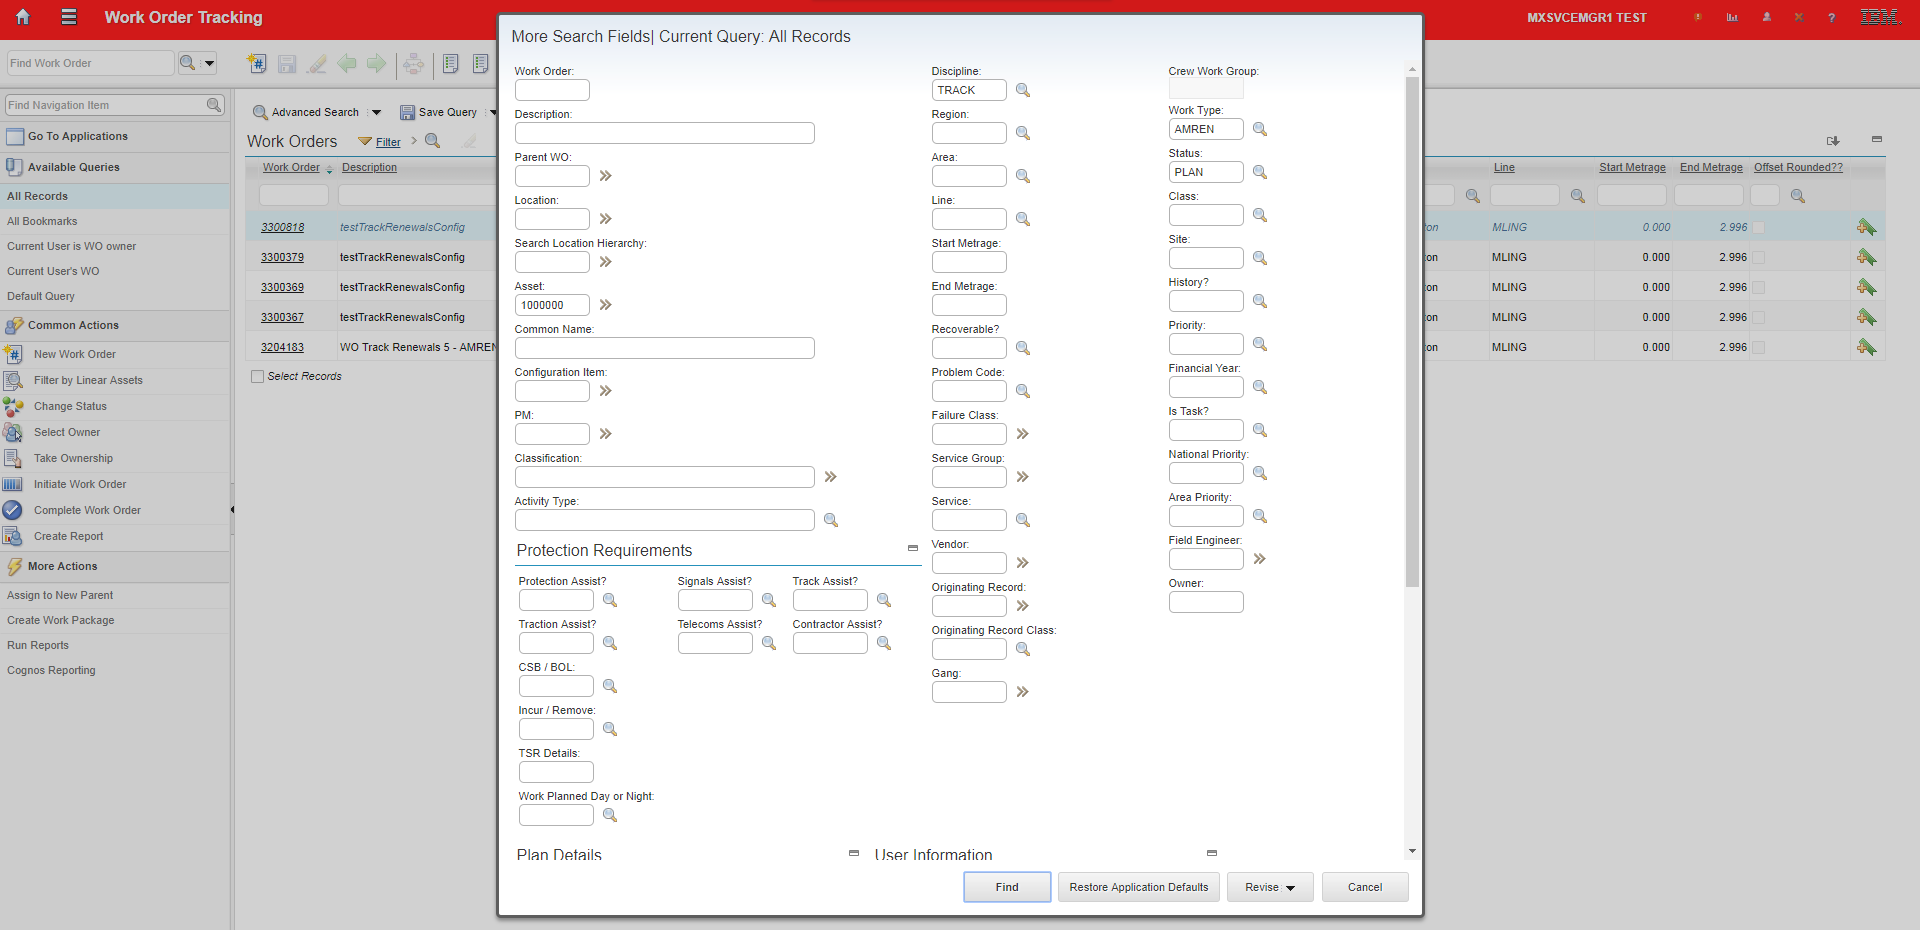 Work Order Tracking
MXSVCEMGR1 TEST
IBM
Find Work Order
Find Navigation Item
Go To Applications
Available Queries
All Records
All Bookmarks
Current User is WO owner
Current User's WO
Default Query
Common Actions
New Work Order
Filter by Linear Assets
Change Status
Select Owner
Take Ownership
Initiate Work Order
Complete Work Order
Create Report
More Actions
Assign to New Parent
Create Work Package
Run Reports
Cognos Reporting
Advanced Search
Save Query
Work Orders
Filter
Work Order Description
3300818 testTrackRenewalsConfig
3300379 testTrackRenewalsConfig
3300369 testTrackRenewalsConfig
3300367 testTrackRenewalsConfig
3204183 WO Track Renewals 5 - AMREN
Select Records
More Search Fields| Current Query: All Records
Work Order:
Description:
Parent WO:
Location:
Search Location Hierarchy:
Asset:
1000000
Common Name:
Configuration Item:
PM:
Classification:
Activity Type:
Protection Requirements
Protection Assist? Signals Assist? Track Assist?
Traction Assist? Telecoms Assist? Contractor Assist?
CSB / BOL:
Incur / Remove:
TSR Details:
Work Planned Day or Night:
Plan Details
User Information
Discipline:
TRACK
Region:
Area:
Line:
Start Metrage:
End Metrage:
Recoverable?
Problem Code:
Failure Class:
Service Group:
Service:
Vendor:
Originating Record:
Originating Record Class:
Gang:
Crew Work Group:
Work Type:
AMREN
Status:
PLAN
Class:
Site:
History?
Priority:
Financial Year:
Is Task?
National Priority:
Area Priority:
Field Engineer:
Owner:
Find
Restore Application Defaults
Revise
Cancel
Line Start Metrage End Metrage Offset Rounded??
ton MLING 0.000 2.996
ton MLING 0.000 2.996
ton MLING 0.000 2.996
ton MLING 0.000 2.996
ton MLING 0.000 2.996